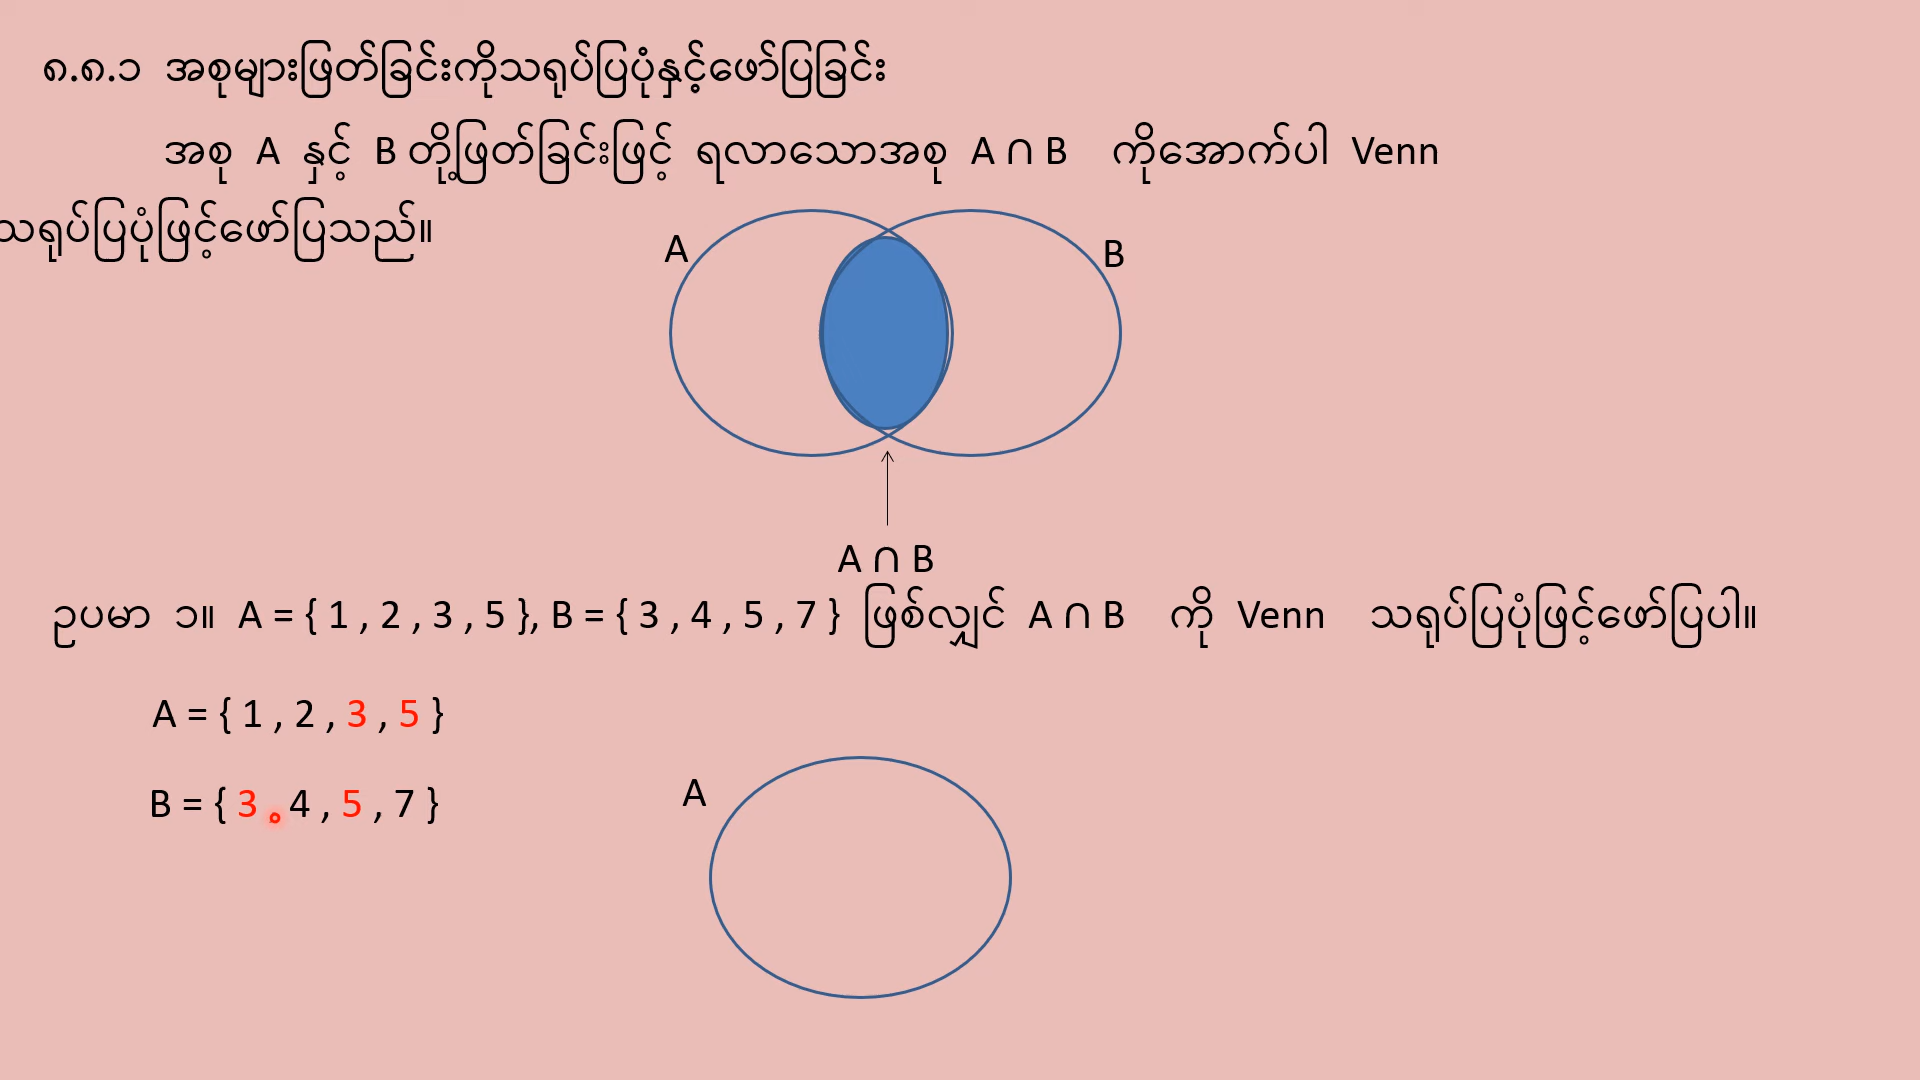 ၈.၈.၁ အစုများဖြတ်ခြင်းကိုသရုပ်ပြပုံနှင့်ဖော်ပြခြင်း
အစု A နှင့် B တို့ဖြတ်ခြင်းဖြင့် ရလာသောအစု A ∩ B ကိုအောက်ပါ Venn
သရုပ်ပြပုံဖြင့်ဖော်ပြသည်။
A
B
A ∩ B
ဥပမာ ၁။ A = { 1 , 2 , 3 , 5 }, B = { 3 , 4 , 5 , 7 } ဖြစ်လျှင် A ∩ B ကို Venn သရုပ်ပြပုံဖြင့်ဖော်ပြပါ။
A = { 1 , 2 , 3 , 5 }
B = { 3 , 4 , 5 , 7 }
A